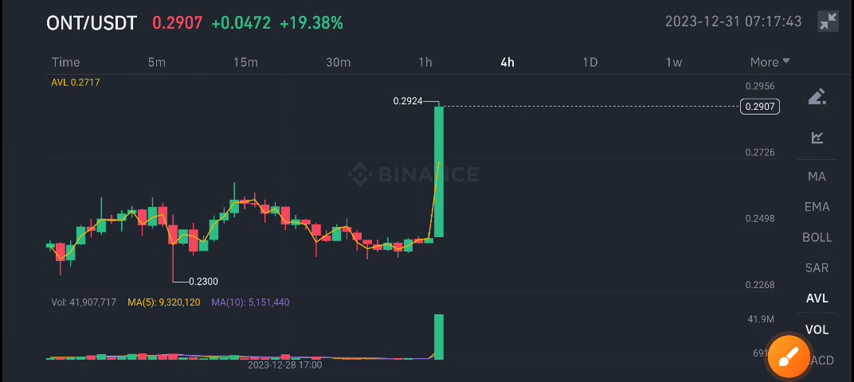 ONT/USDT 0.2907 +0.0472 +19.38% 2023-12-31 07:17:43
Time 5m 15m 30m 1h 4h 1D 1w More
AVL 0.2717
0.2956
0.2924
0.2907
BINANCE
0.2726
0.2498
0.2300
0.2268
MA
EMA
BOLL
SAR
AVL
VOL
Vol: 41,907,717 MA(5): 9,320,120 MA(10): 5,151,440
41.9M
2023-12-28 17:00